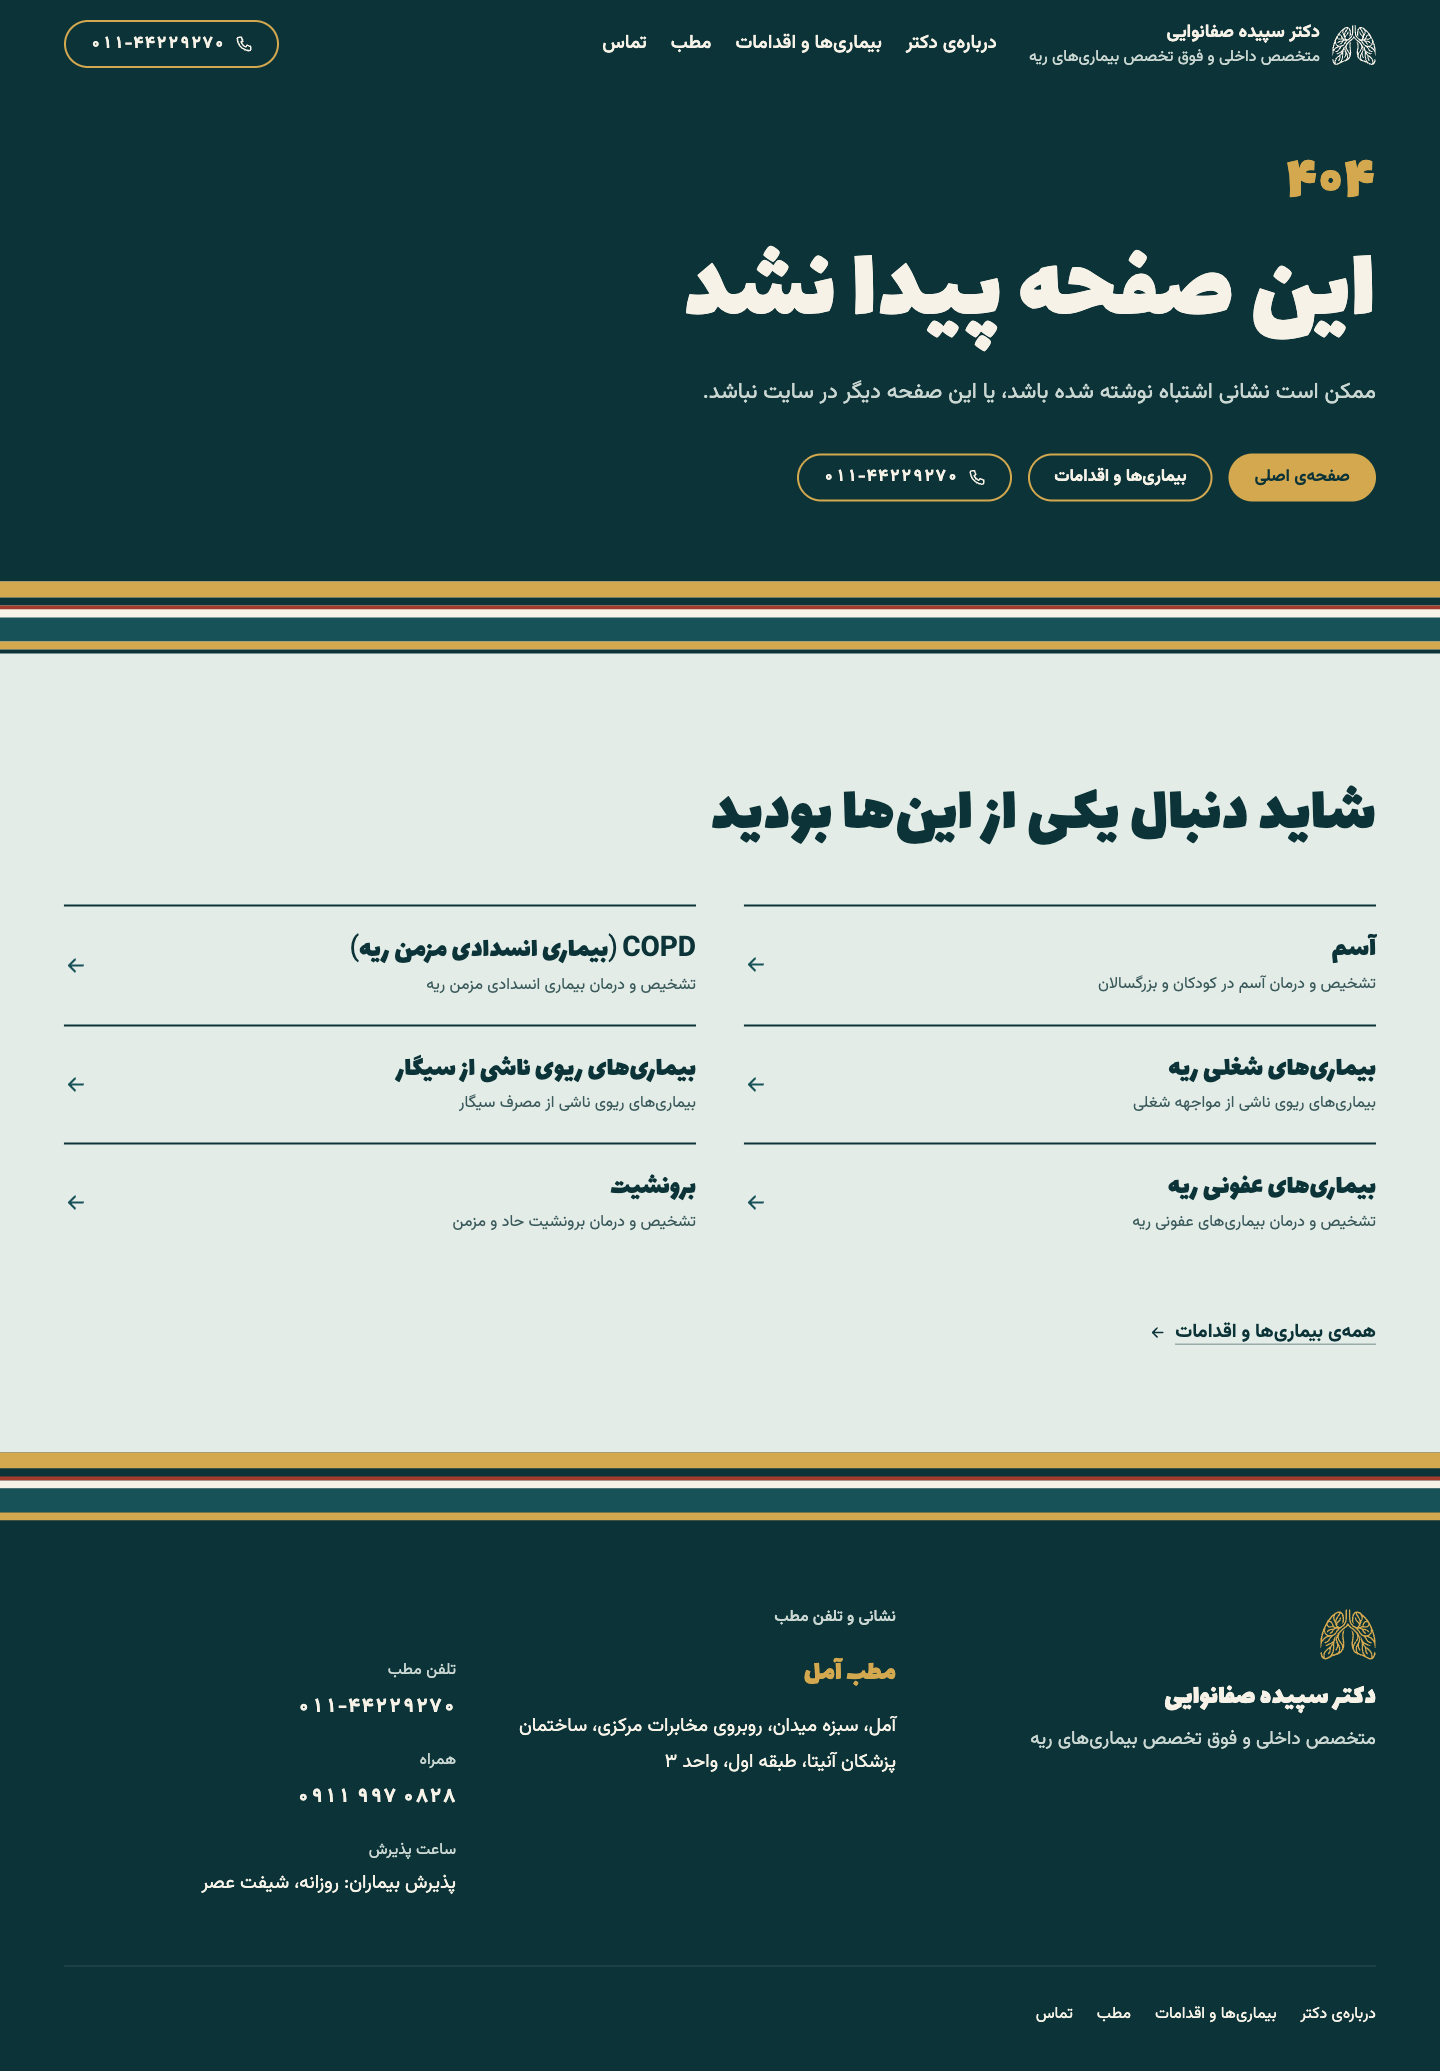 دکتر سپیده صفانوایی
متخصص داخلی و فوق تخصص بیماری‌های ریه
درباره‌ی دکتر
بیماری‌ها و اقدامات
مطب
تماس
۰۱۱-۴۴۲۲۹۲۷۰
۴۰۴
این صفحه پیدا نشد
ممکن است نشانی اشتباه نوشته شده باشد، یا این صفحه دیگر در سایت نباشد.
صفحه‌ی اصلی
بیماری‌ها و اقدامات
۰۱۱-۴۴۲۲۹۲۷۰
شاید دنبال یکی از این‌ها بودید
آسم
تشخیص و درمان آسم در کودکان و بزرگسالان
COPD (بیماری انسدادی مزمن ریه)
تشخیص و درمان بیماری انسدادی مزمن ریه
بیماری‌های شغلی ریه
بیماری‌های ریوی ناشی از مواجهه شغلی
بیماری‌های ریوی ناشی از سیگار
بیماری‌های ریوی ناشی از مصرف سیگار
بیماری‌های عفونی ریه
تشخیص و درمان بیماری‌های عفونی ریه
برونشیت
تشخیص و درمان برونشیت حاد و مزمن
همه‌ی بیماری‌ها و اقدامات
دکتر سپیده صفانوایی
متخصص داخلی و فوق تخصص بیماری‌های ریه
نشانی و تلفن مطب
مطب آمل
آمل، سبزه میدان، روبروی مخابرات مرکزی، ساختمان
پزشکان آنیتا، طبقه اول، واحد ۳
تلفن مطب
۰۱۱-۴۴۲۲۹۲۷۰
همراه
۰۹۱۱ ۹۹۷ ۰۸۲۸
ساعت پذیرش
پذیرش بیماران: روزانه، شیفت عصر
درباره‌ی دکتر
بیماری‌ها و اقدامات
مطب
تماس